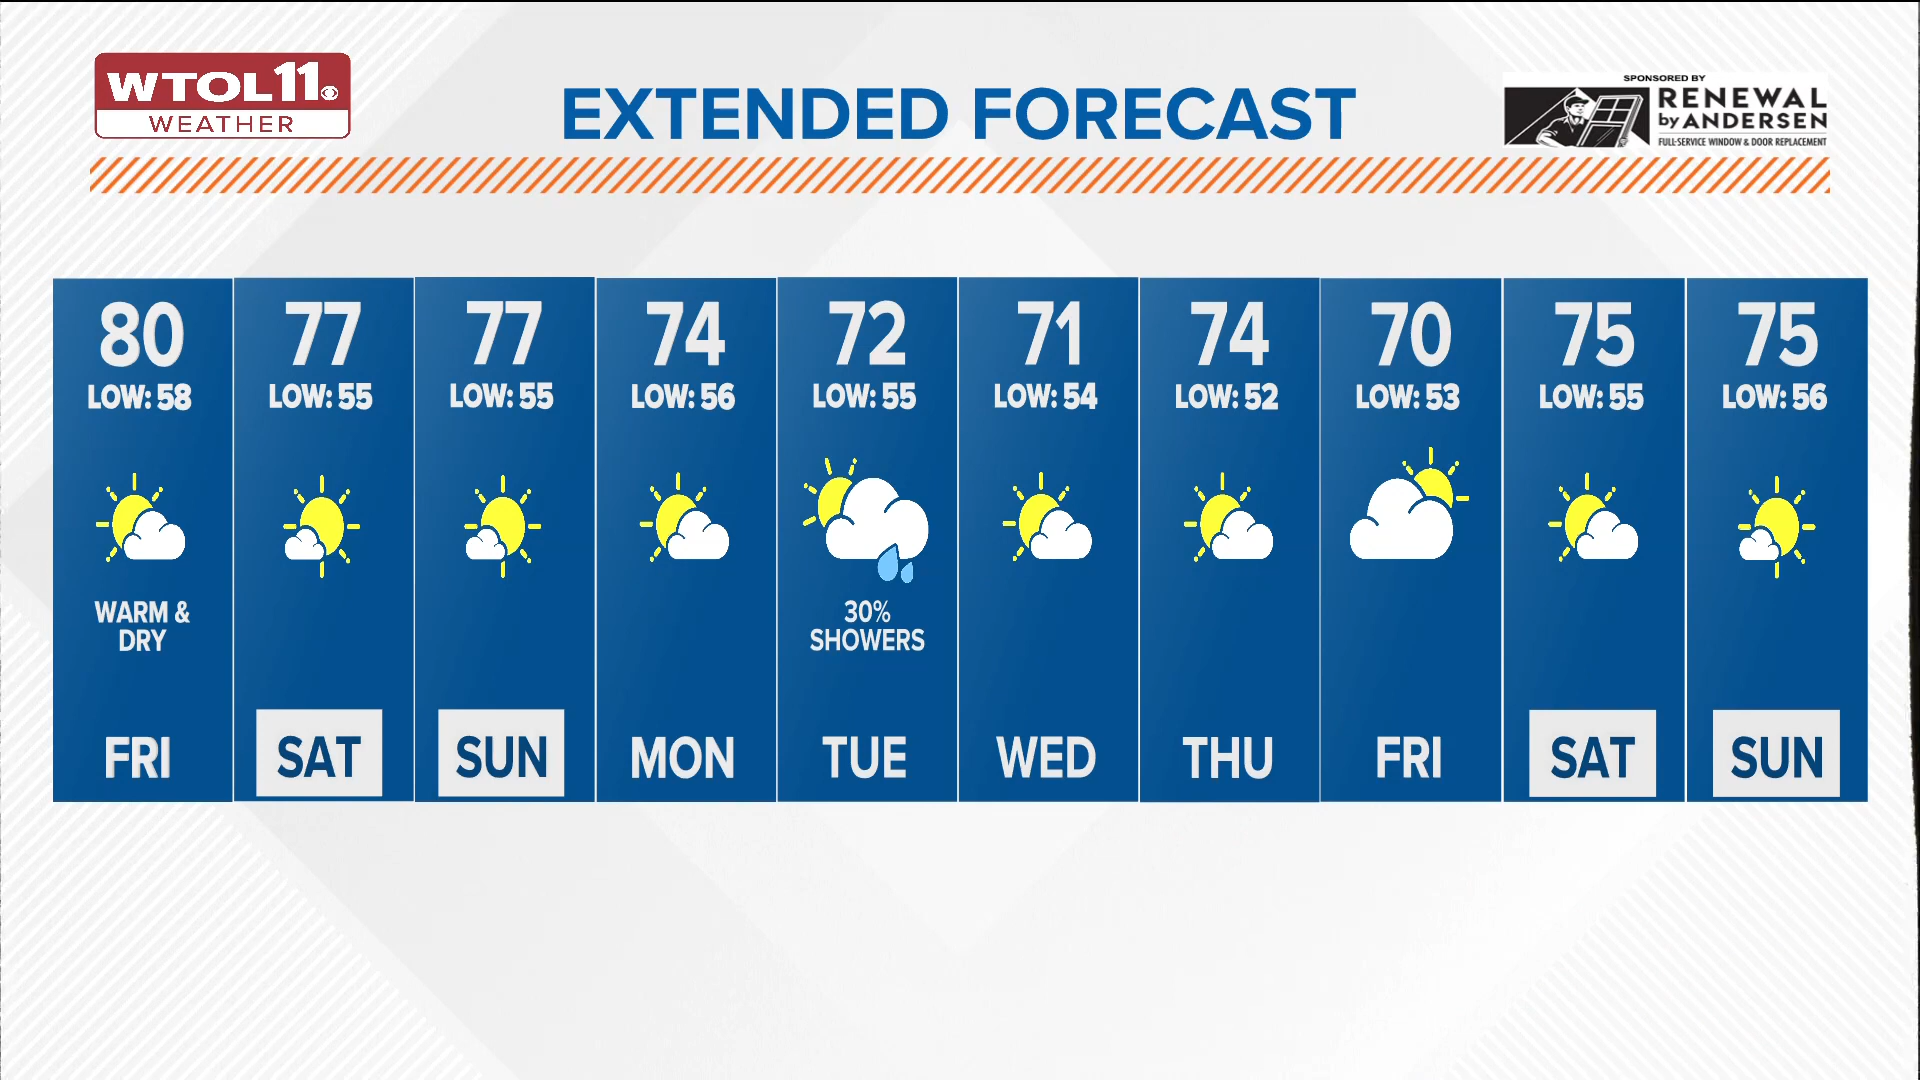 WTOL 11
WEATHER
EXTENDED FORECAST
SPONSORED BY
RENEWAL
by ANDERSEN
FULL-SERVICE WINDOW & DOOR REPLACEMENT
80
LOW: 58
WARM &
DRY
FRI
77
LOW: 55
SAT
77
LOW: 55
SUN
74
LOW: 56
MON
72
LOW: 55
30%
SHOWERS
TUE
71
LOW: 54
WED
74
LOW: 52
THU
70
LOW: 53
FRI
75
LOW: 55
SAT
75
LOW: 56
SUN